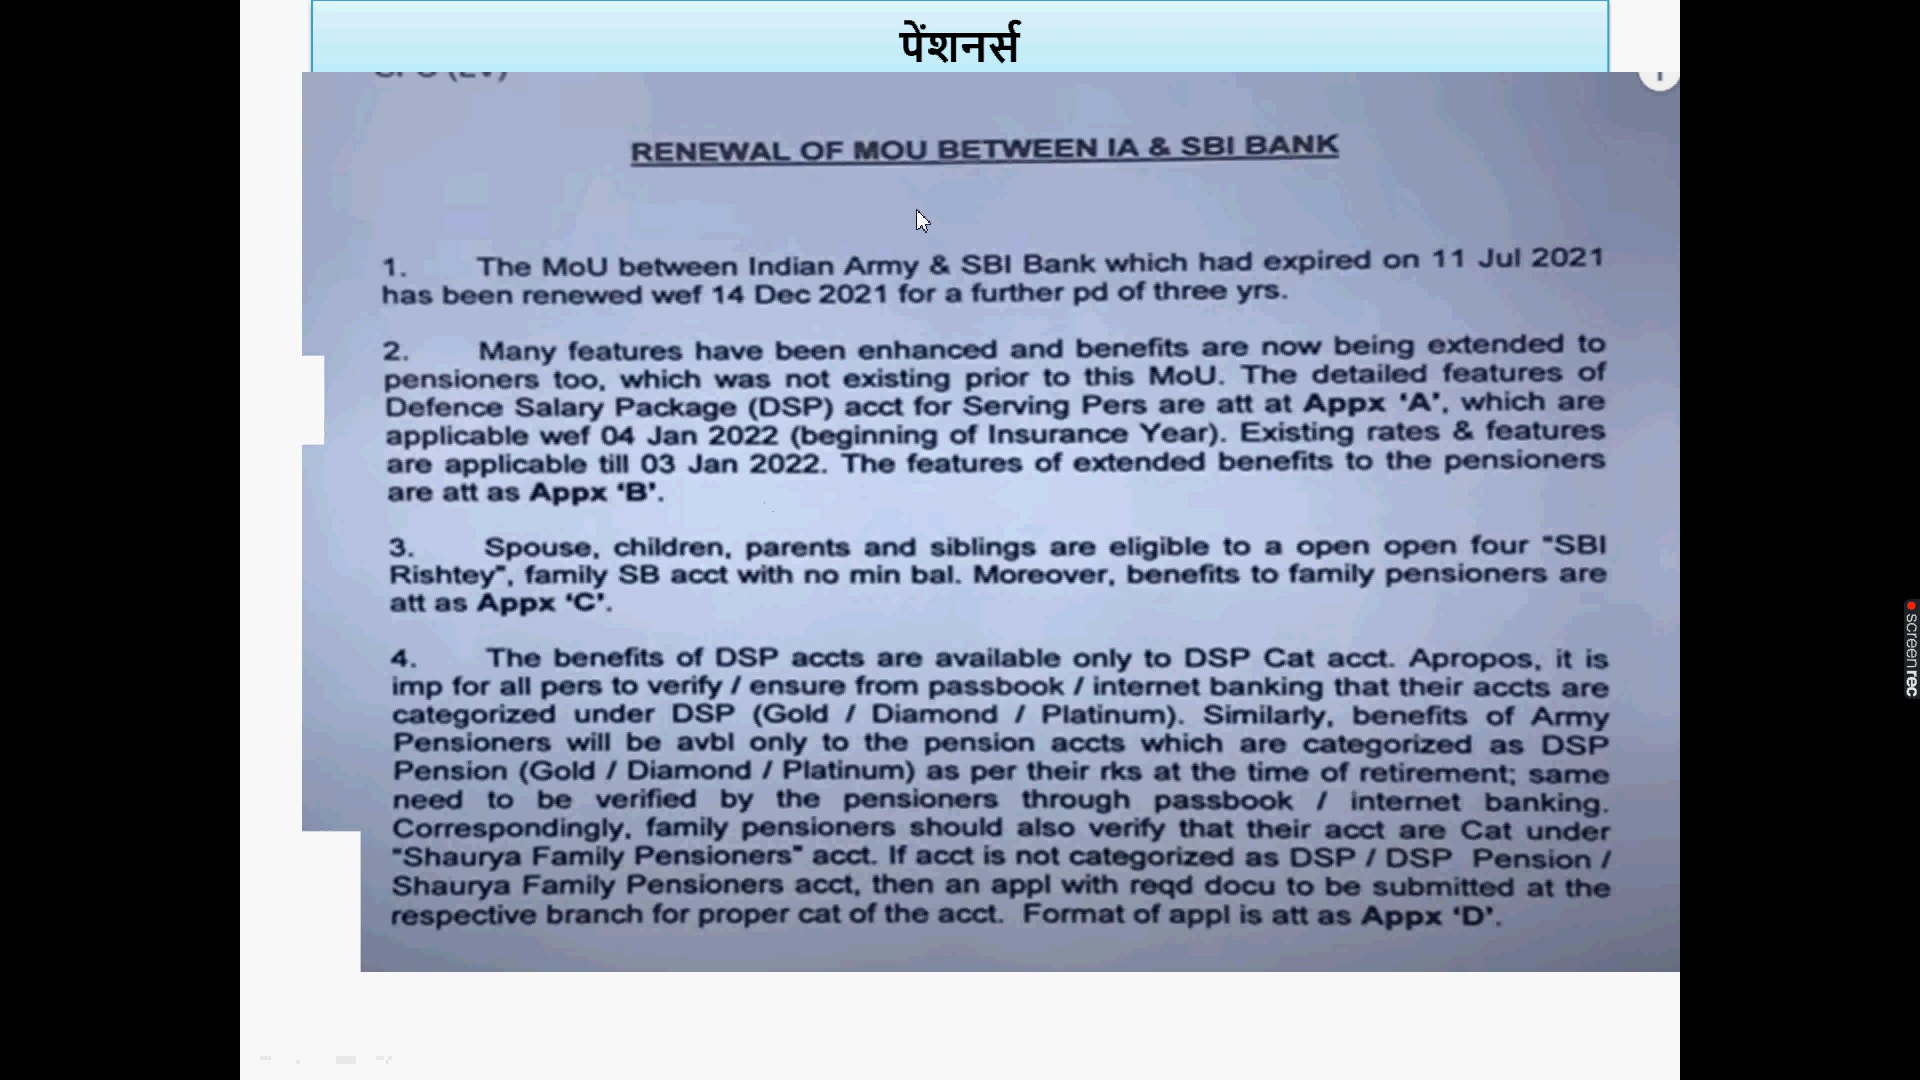 पेंशनर्स
RENEWAL OF MOU BETWEEN IA & SBI BANK
1. The MoU between Indian Army & SBI Bank which had expired on 11 Jul 2021
has been renewed wef 14 Dec 2021 for a further pd of three yrs.
2. Many features have been enhanced and benefits are now being extended to
pensioners too, which was not existing prior to this MoU. The detailed features of
Defence Salary Package (DSP) acct for Serving Pers are att at Appx 'A', which are
applicable wef 04 Jan 2022 (beginning of Insurance Year). Existing rates & features
are applicable till 03 Jan 2022. The features of extended benefits to the pensioners
are att as Appx 'B'.
3. Spouse, children, parents and siblings are eligible to a open open four "SBI
Rishtey", family SB acct with no min bal. Moreover, benefits to family pensioners are
att as Appx 'C'.
4. The benefits of DSP accts are available only to DSP Cat acct. Apropos, it is
imp for all pers to verify / ensure from passbook / internet banking that their accts are
categorized under DSP (Gold / Diamond / Platinum). Similarly, benefits of Army
Pensioners will be avbl only to the pension accts which are categorized as DSP
Pension (Gold / Diamond / Platinum) as per their rks at the time of retirement; same
need to be verified by the pensioners through passbook / internet banking.
Correspondingly, family pensioners should also verify that their acct are Cat under
"Shaurya Family Pensioners" acct. If acct is not categorized as DSP / DSP Pension /
Shaurya Family Pensioners acct, then an appl with reqd docu to be submitted at the
respective branch for proper cat of the acct. Format of appl is att as Appx 'D'.
screenrec